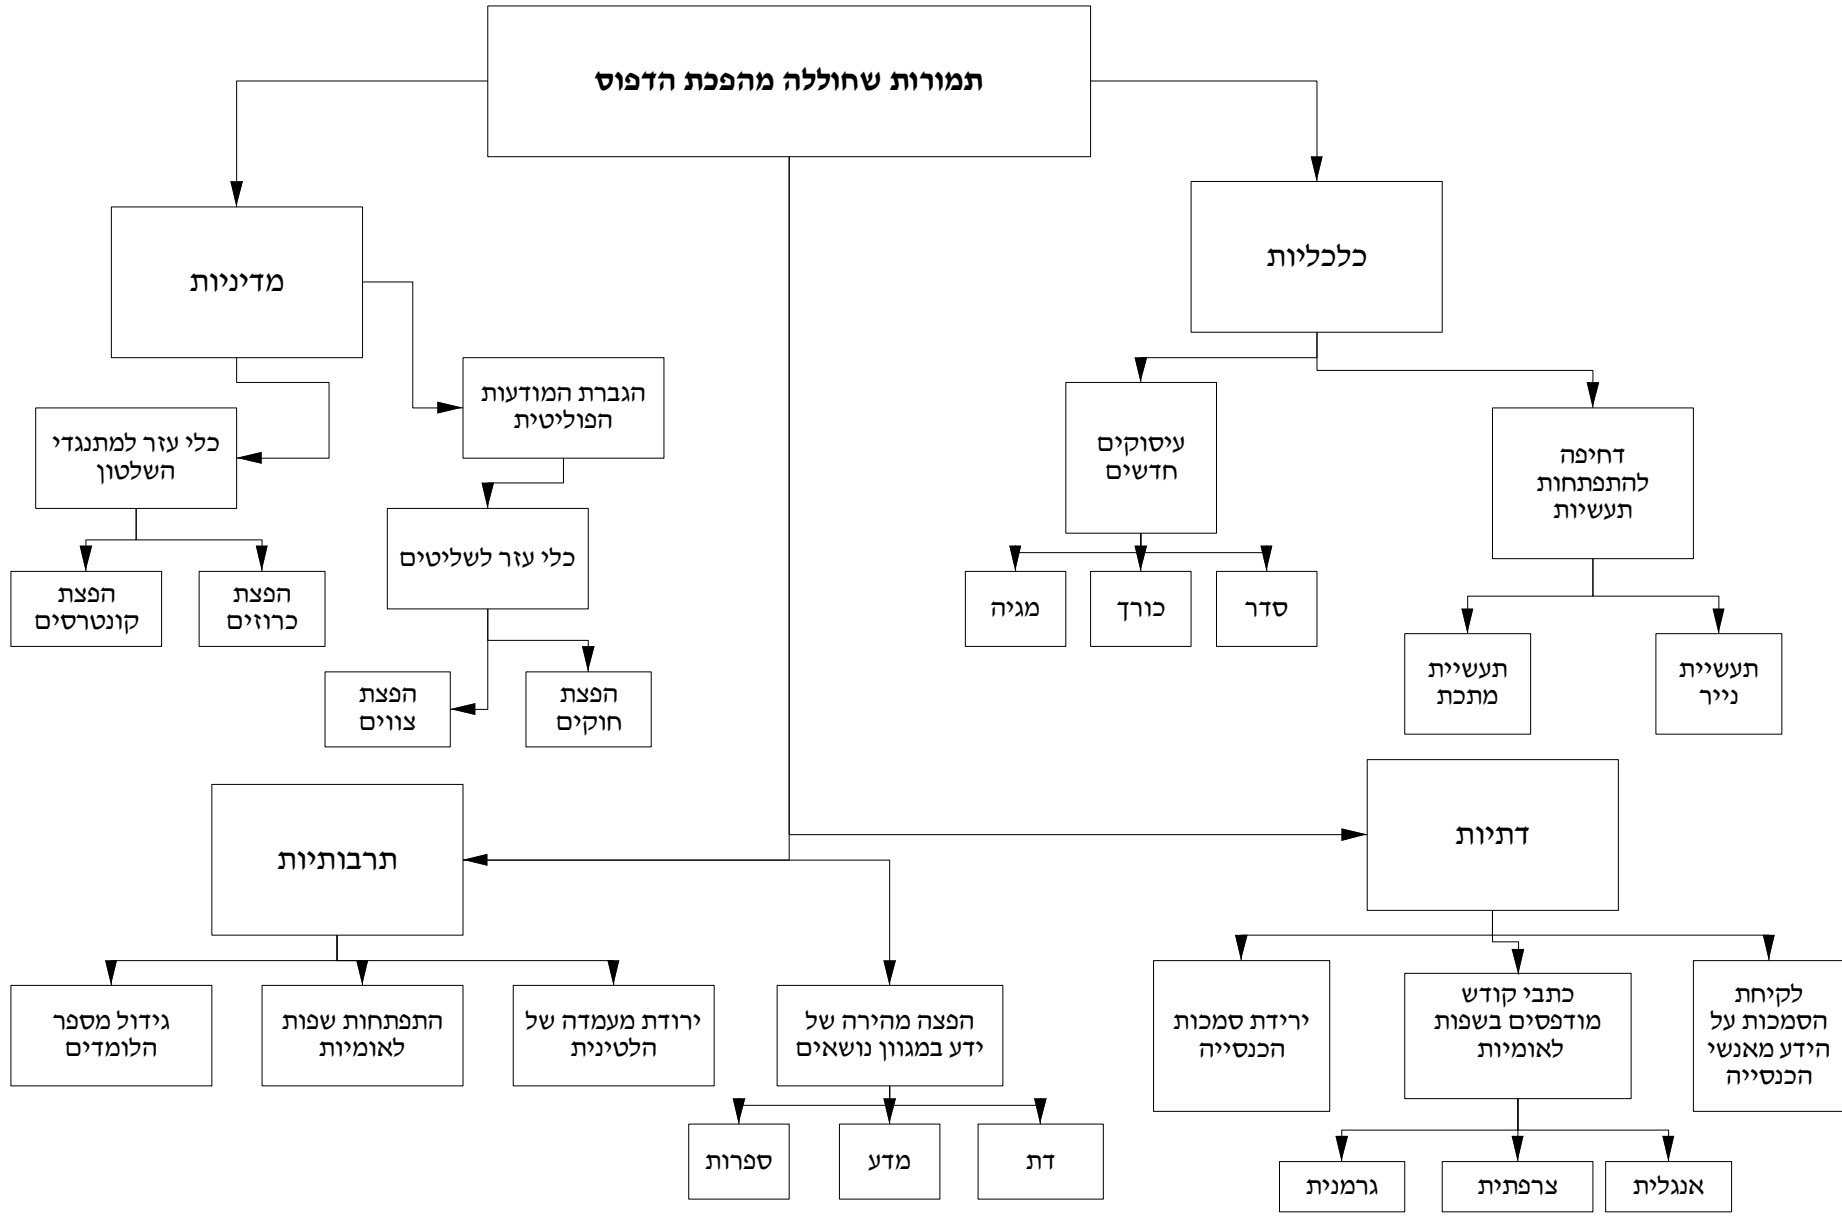 תמורות שחוללה מהפכת הדפוס
כלכליות
דחיפה
להתפתחות
תעשיות
תעשיית
נייר
תעשיית
מתכת
עיסוקים
חדשים
סדר
כורך
מגיה
מדיניות
הגברת המודעות
הפוליטית
כלי עזר לשליטים
הפצת
חוקים
הפצת
צווים
כלי עזר למתנגדי
השלטון
הפצת
כרוזים
הפצת
קונטרסים
דתיות
לקיחת
הסמכות על
הידע מאנשי
הכנסייה
כתבי קודש
מודפסים בשפות
לאומיות
אנגלית
צרפתית
גרמנית
ירידת סמכות
הכנסייה
תרבותיות
הפצה מהירה של
ידע במגוון נושאים
דת
מדע
ספרות
ירודת מעמדה של
הלטינית
התפתחות שפות
לאומיות
גידול מספר
הלומדים